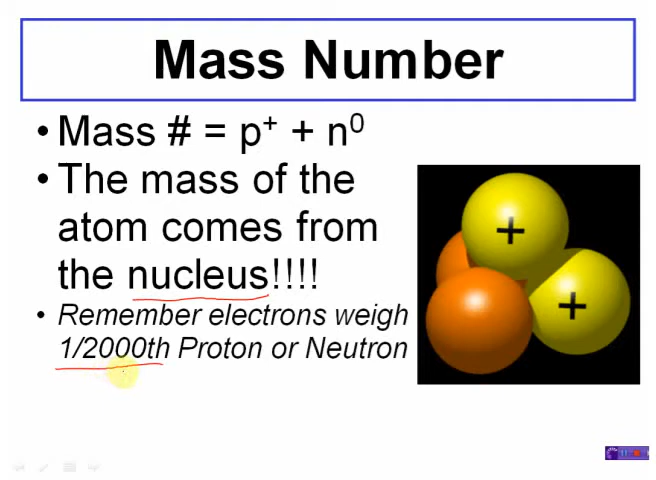 Mass Number
• Mass # = p⁺ + n⁰
• The mass of the
atom comes from
the nucleus!!!!
• Remember electrons weigh
1/2000th Proton or Neutron
+
+